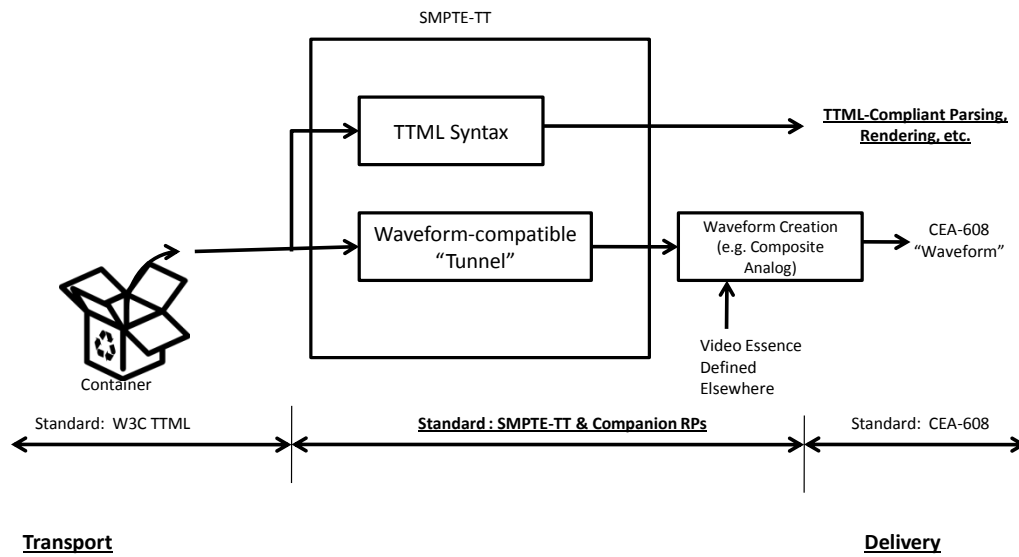 SMPTE-TT
TTML Syntax
TTML-Compliant Parsing,
Rendering, etc.
Waveform-compatible
“Tunnel”
Waveform Creation
(e.g. Composite
Analog)
CEA-608
“Waveform”
Video Essence
Defined
Elsewhere
Container
Standard: W3C TTML
Standard : SMPTE-TT & Companion RPs
Standard: CEA-608
Transport
Delivery